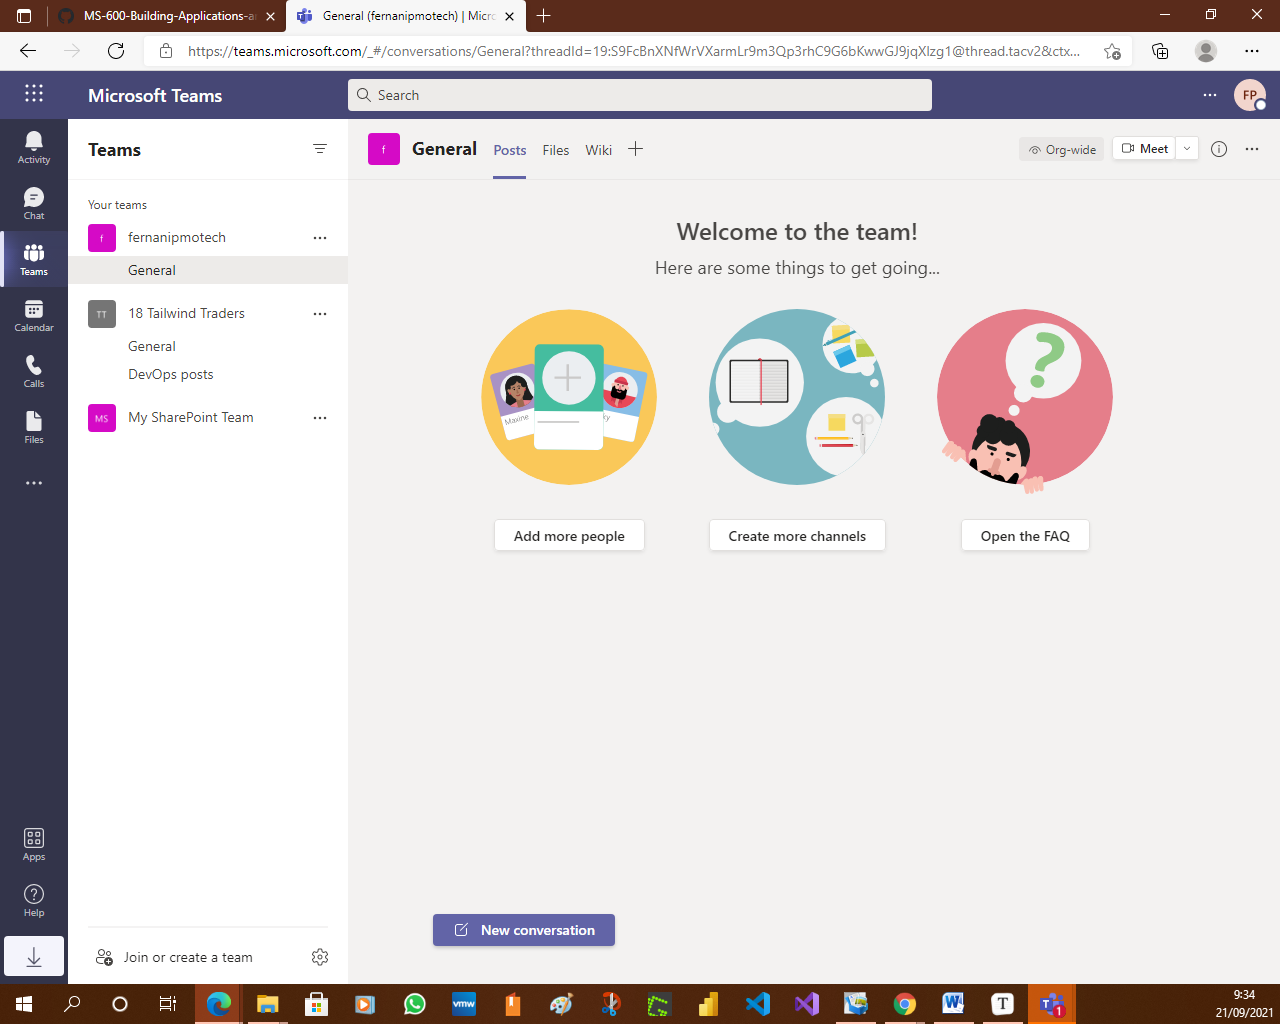 MS-600-Building-Applications-a
General (fernanipmotech) | Micr
https://teams.microsoft.com/_#/conversations/General?threadId=19:S9FcBnXNfWrVXarmLr9m3Qp3rhC9G6bKwwGJ9jqXlzg1@thread.tacv2&ctx...
Microsoft Teams
Search
FP
Activity
Chat
Teams
Calendar
Calls
Files
Apps
Help
Teams
Your teams
f
fernanipmotech
General
TT
18 Tailwind Traders
General
DevOps posts
MS
My SharePoint Team
Join or create a team
f
General
Posts
Files
Wiki
Org-wide
Meet
Welcome to the team!
Here are some things to get going...
Maxine
ky
Add more people
Create more channels
Open the FAQ
New conversation
vmw
W
T
1
9:34
21/09/2021